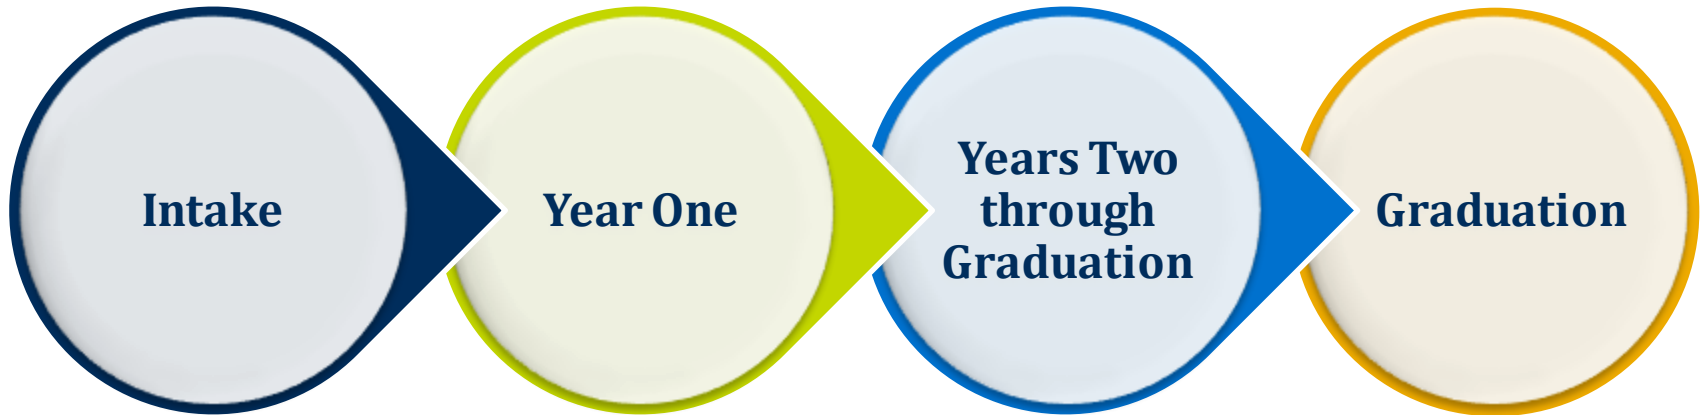 Intake
Year One
Years Two
through
Graduation
Graduation